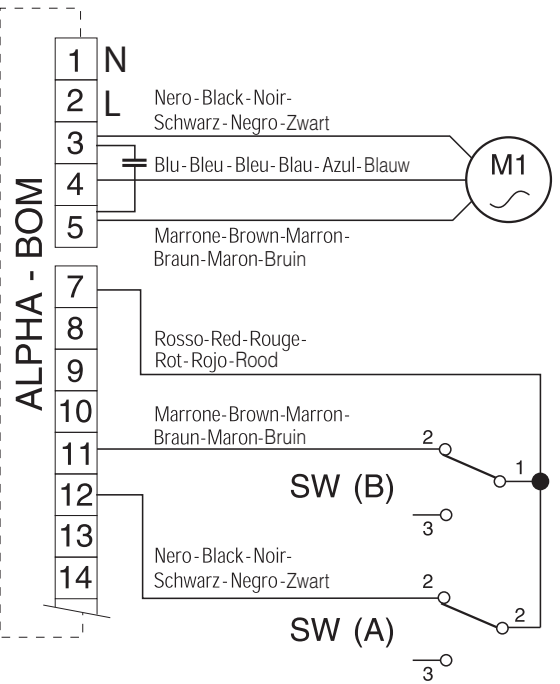 ALPHA - BOM
1 N
2 L
3
4
5
7
8
9
10
11
12
13
14
Nero-Black-Noir-
Schwarz-Negro-Zwart
Blu-Bleu-Bleu-Blau-Azul-Blauw
Marrone-Brown-Marron-
Braun-Maron-Bruin
M1
Rosso-Red-Rouge-
Rot-Rojo-Rood
Marrone-Brown-Marron-
Braun-Maron-Bruin
2
1
SW (B)
3
Nero-Black-Noir-
Schwarz-Negro-Zwart
2
2
SW (A)
3